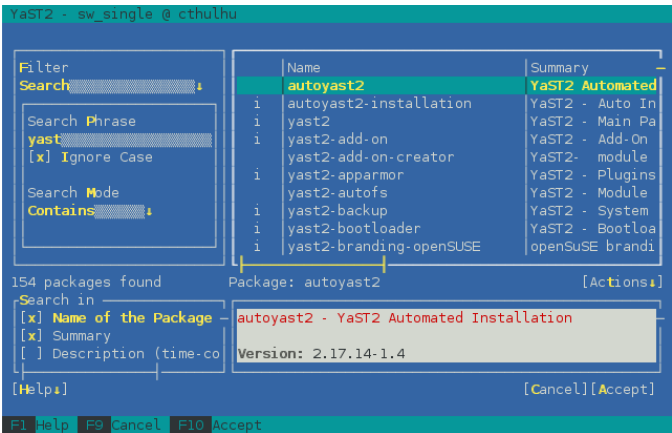 YaST2 - sw_single @ cthulhu
Filter
Search
Search Phrase
yast
[x] Ignore Case
Search Mode
Contains
Name Summary
autoyast2 YaST2 Automated
i autoyast2-installation YaST2 - Auto In
i yast2 YaST2 - Main Pa
i yast2-add-on YaST2 - Add-On
yast2-add-on-creator YaST2- module
i yast2-apparmor YaST2 - Plugins
yast2-autofs YaST2 - Module
i yast2-backup YaST2 - System
i yast2-bootloader YaST2 - Bootloa
i yast2-branding-openSUSE openSuSE brandi
154 packages found
Package: autoyast2 [Actions↓]
Search in
[x] Name of the Package
[x] Summary
[ ] Description (time-co
autoyast2 - YaST2 Automated Installation
Version: 2.17.14-1.4
[Help↓] [Cancel][Accept]
F1 Help F9 Cancel F10 Accept